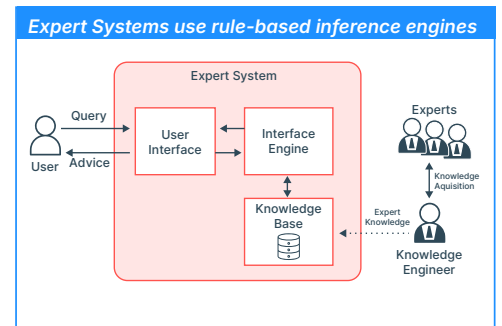 Expert Systems use rule-based inference engines
Expert System
Query
Advice
User
User
Interface
Interface
Engine
Knowledge
Base
Experts
Knowledge
Aquisition
Expert
Knowledge
Knowledge
Engineer